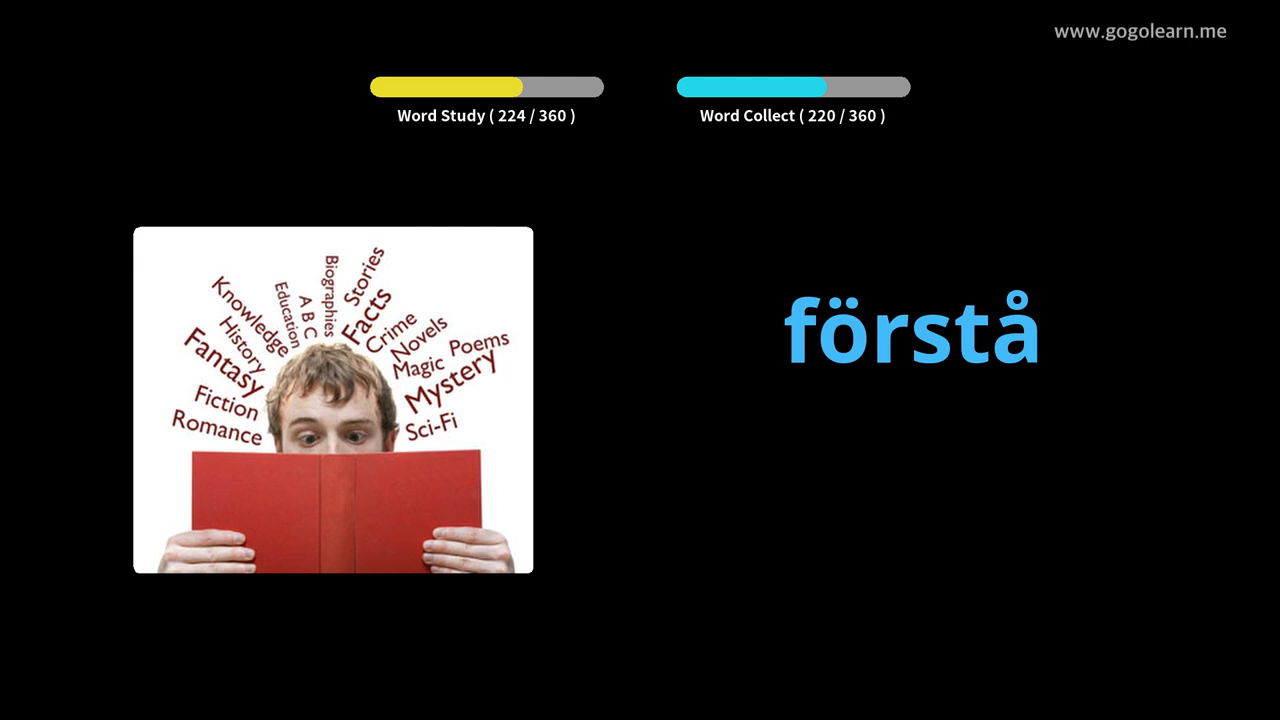 www.gogolearn.me
Word Study ( 224 / 360 )
Word Collect ( 220 / 360 )
förstå
Knowledge
History
Fantasy
Fiction
Romance
Education
A B C
Biographies
Stories
Facts
Crime
Novels
Magic
Poems
Mystery
Sci-Fi